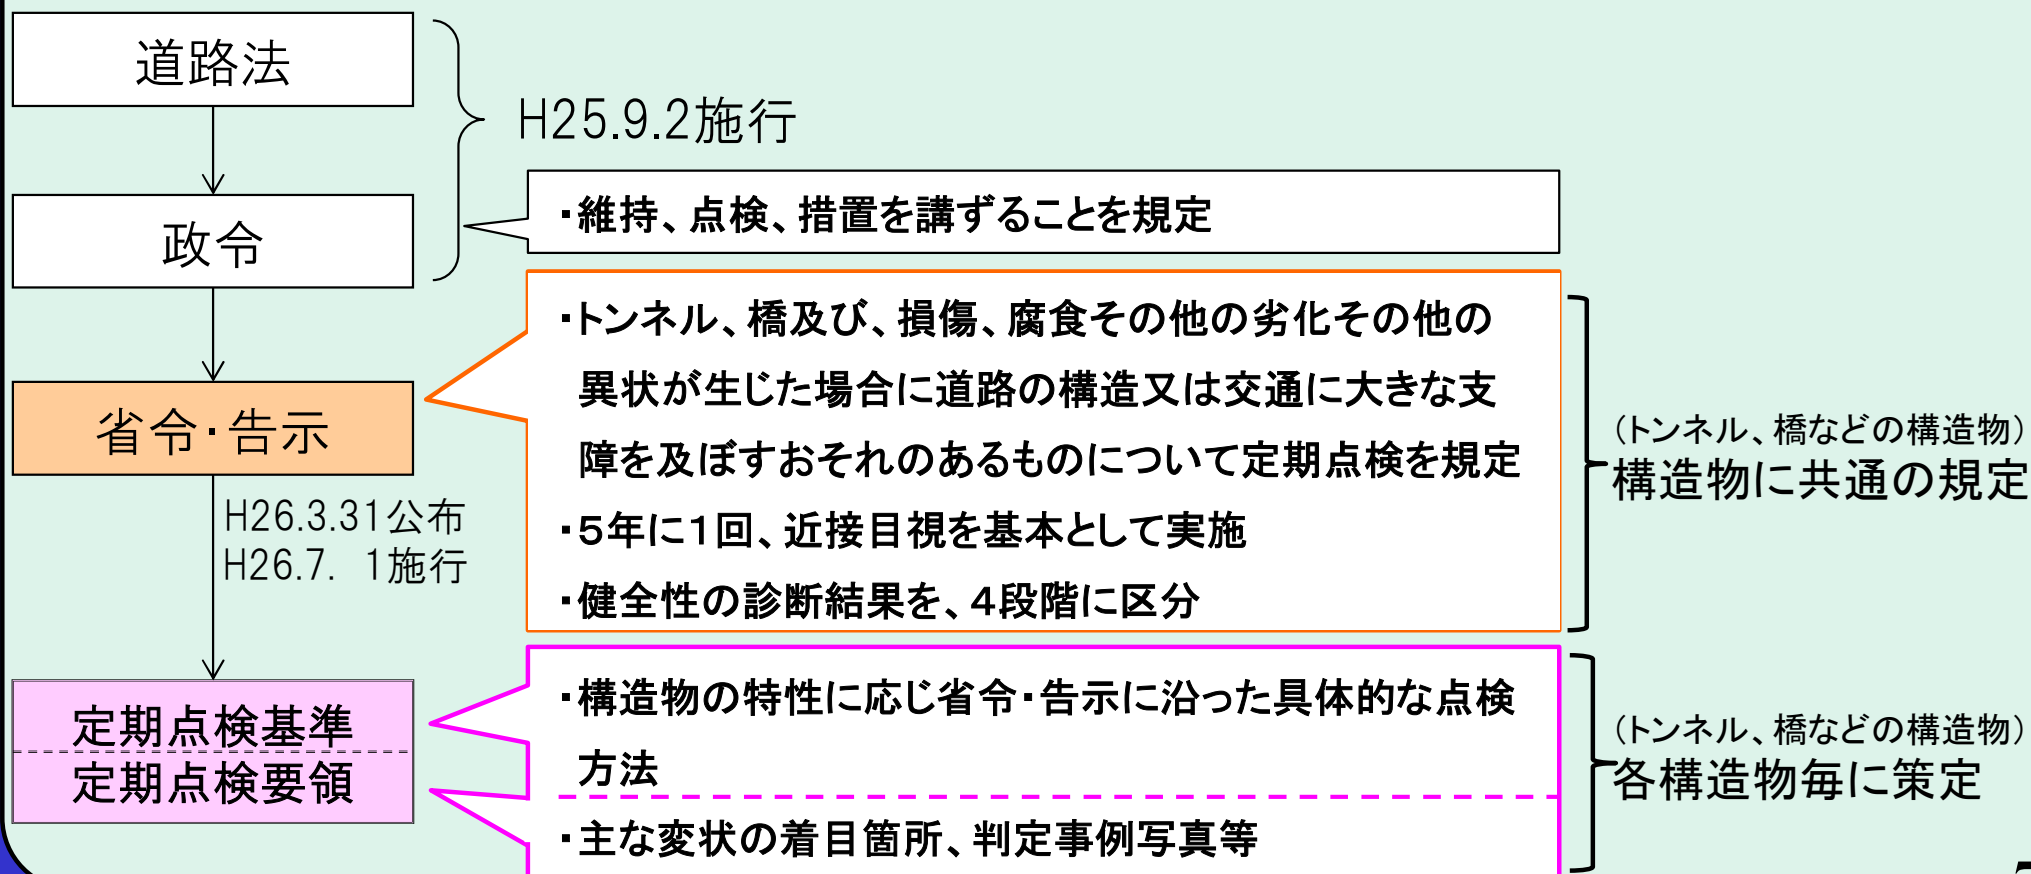 道路法
H25.9.2施行
政令
・維持、点検、措置を講ずることを規定
省令・告示
H26.3.31公布
H26.7. 1施行
・トンネル、橋及び、損傷、腐食その他の劣化その他の
異状が生じた場合に道路の構造又は交通に大きな支
障を及ぼすおそれのあるものについて定期点検を規定
・５年に１回、近接目視を基本として実施
・健全性の診断結果を、４段階に区分
（トンネル、橋などの構造物）
構造物に共通の規定
定期点検基準
定期点検要領
・構造物の特性に応じ省令・告示に沿った具体的な点検
方法
・主な変状の着目箇所、判定事例写真等
（トンネル、橋などの構造物）
各構造物毎に策定